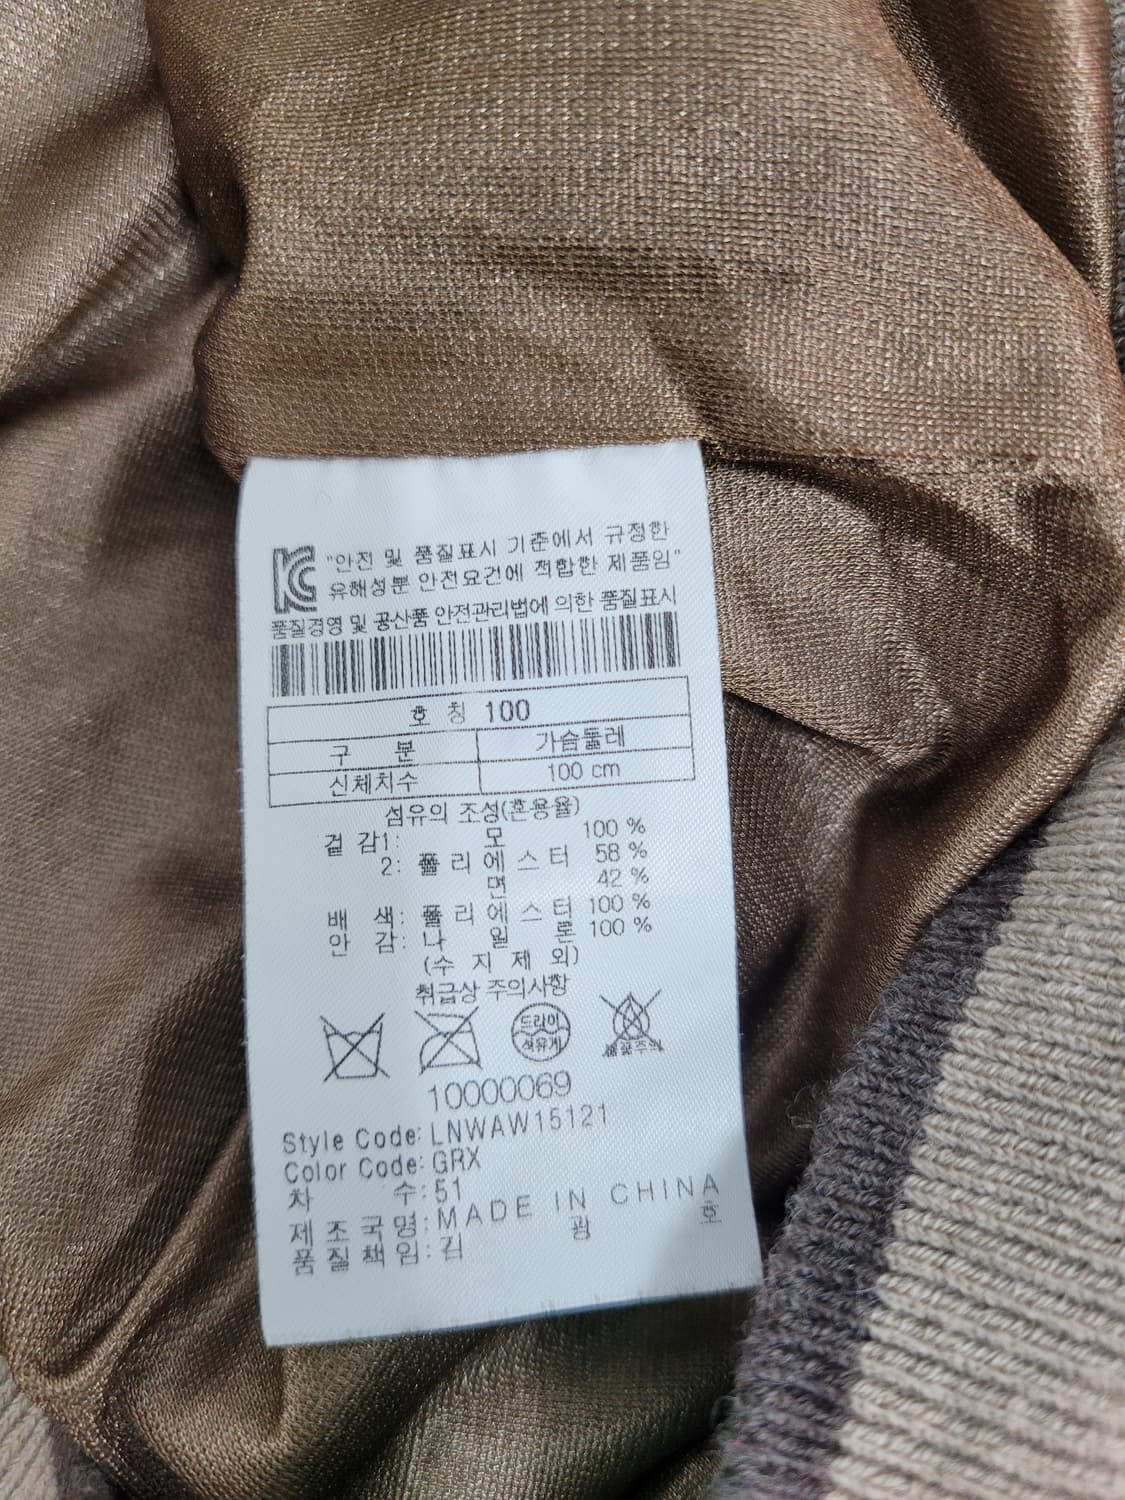 "안전 및 품질표시 기준에서 규정한
유해성분 안전요건에 적합한 제품임"
품질경영 및 공산품 안전관리법에 의한 품질표시
호 칭 100
구 분 가슴둘레
신체치수 100 cm
섬유의 조성(혼용율)
겉 감1: 모 100 %
2: 폴 리 에 스 터 58 %
면 42 %
배 색: 폴 리 에 스 터 100 %
안 감: 나 일 론 100 %
(수 지 제 외)
취급상 주의사항
드라이
석유계
10000069
Style Code: LNWAW15121
Color Code: GRX
차 수: 51
제 조 국 명: MADE IN CHINA
품 질 책 임: 김 광 호